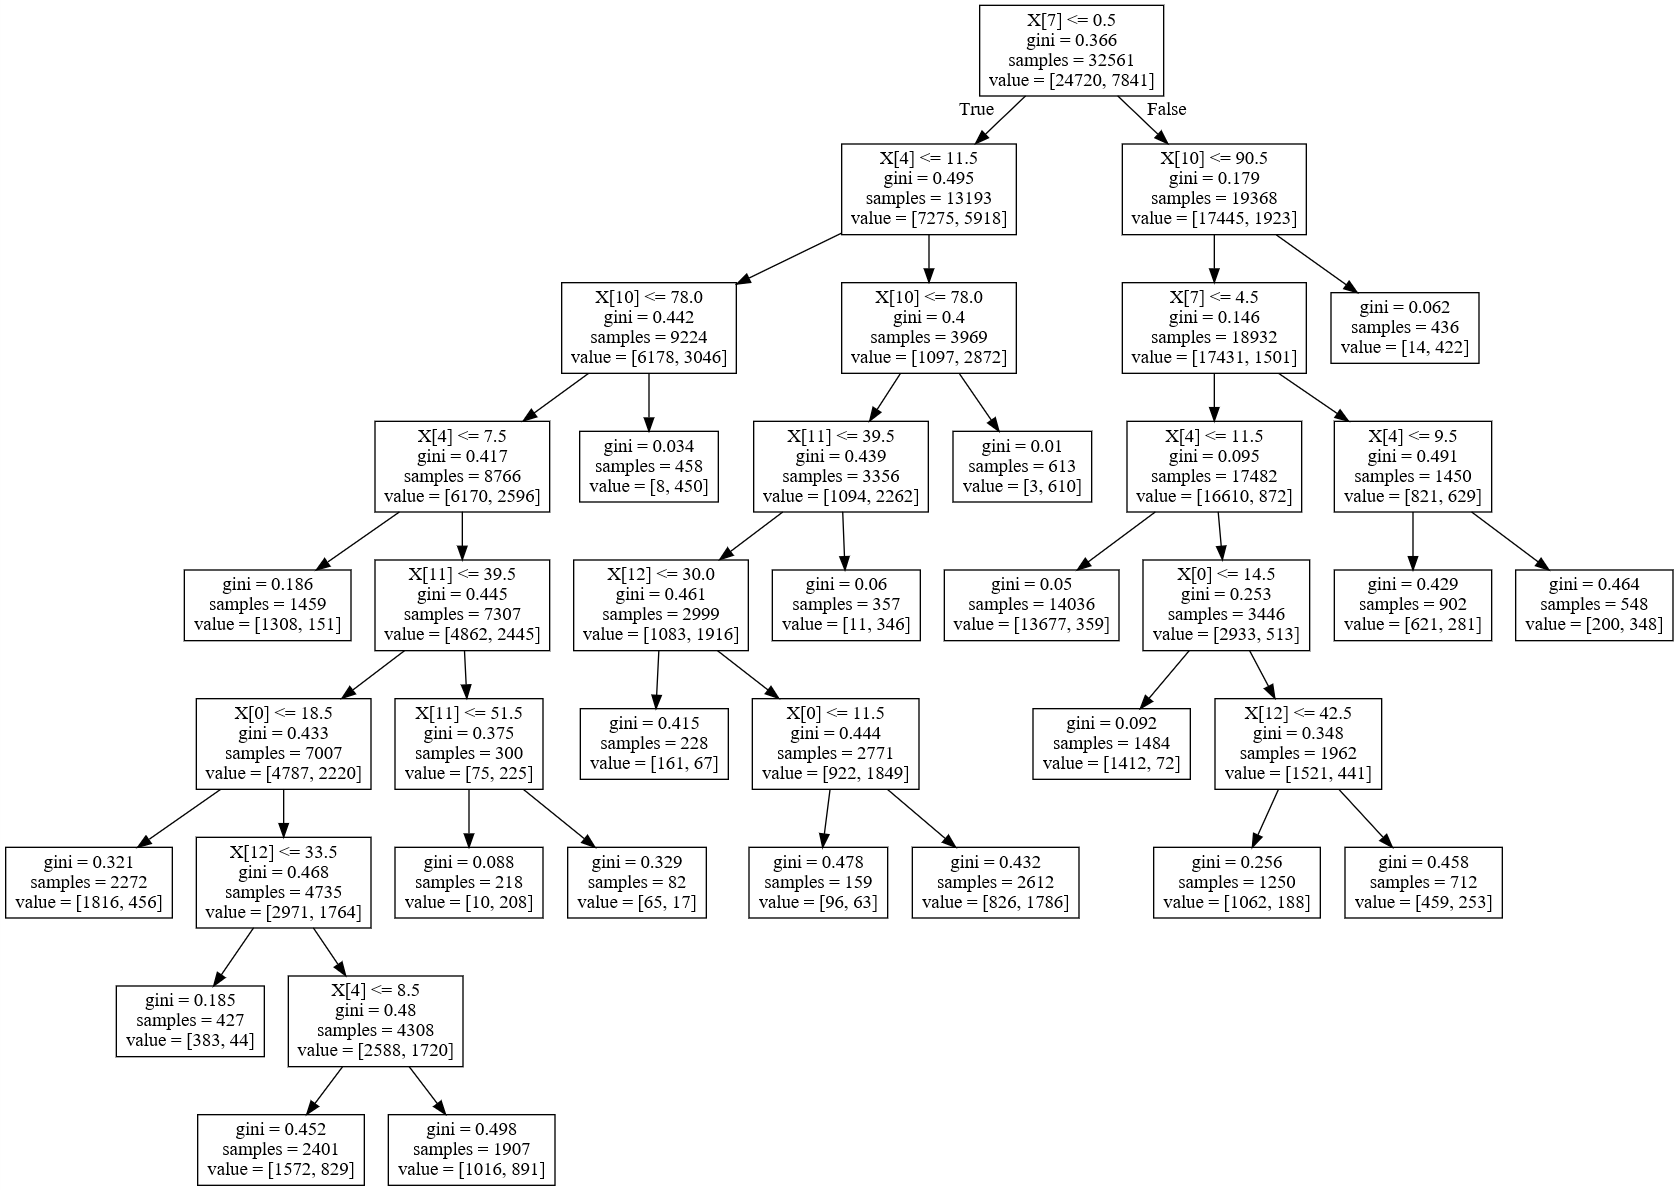 X[7] <= 0.5
gini = 0.366
samples = 32561
value = [24720, 7841]
True
False
X[4] <= 11.5
gini = 0.495
samples = 13193
value = [7275, 5918]
X[10] <= 90.5
gini = 0.179
samples = 19368
value = [17445, 1923]
X[10] <= 78.0
gini = 0.442
samples = 9224
value = [6178, 3046]
X[10] <= 78.0
gini = 0.4
samples = 3969
value = [1097, 2872]
X[7] <= 4.5
gini = 0.146
samples = 18932
value = [17431, 1501]
gini = 0.062
samples = 436
value = [14, 422]
X[4] <= 7.5
gini = 0.417
samples = 8766
value = [6170, 2596]
gini = 0.034
samples = 458
value = [8, 450]
X[11] <= 39.5
gini = 0.439
samples = 3356
value = [1094, 2262]
gini = 0.01
samples = 613
value = [3, 610]
X[4] <= 11.5
gini = 0.095
samples = 17482
value = [16610, 872]
X[4] <= 9.5
gini = 0.491
samples = 1450
value = [821, 629]
gini = 0.186
samples = 1459
value = [1308, 151]
X[11] <= 39.5
gini = 0.445
samples = 7307
value = [4862, 2445]
X[12] <= 30.0
gini = 0.461
samples = 2999
value = [1083, 1916]
gini = 0.06
samples = 357
value = [11, 346]
gini = 0.05
samples = 14036
value = [13677, 359]
X[0] <= 14.5
gini = 0.253
samples = 3446
value = [2933, 513]
gini = 0.429
samples = 902
value = [621, 281]
gini = 0.464
samples = 548
value = [200, 348]
X[0] <= 18.5
gini = 0.433
samples = 7007
value = [4787, 2220]
X[11] <= 51.5
gini = 0.375
samples = 300
value = [75, 225]
gini = 0.415
samples = 228
value = [161, 67]
X[0] <= 11.5
gini = 0.444
samples = 2771
value = [922, 1849]
gini = 0.092
samples = 1484
value = [1412, 72]
X[12] <= 42.5
gini = 0.348
samples = 1962
value = [1521, 441]
gini = 0.321
samples = 2272
value = [1816, 456]
X[12] <= 33.5
gini = 0.468
samples = 4735
value = [2971, 1764]
gini = 0.088
samples = 218
value = [10, 208]
gini = 0.329
samples = 82
value = [65, 17]
gini = 0.478
samples = 159
value = [96, 63]
gini = 0.432
samples = 2612
value = [826, 1786]
gini = 0.256
samples = 1250
value = [1062, 188]
gini = 0.458
samples = 712
value = [459, 253]
gini = 0.185
samples = 427
value = [383, 44]
X[4] <= 8.5
gini = 0.48
samples = 4308
value = [2588, 1720]
gini = 0.452
samples = 2401
value = [1572, 829]
gini = 0.498
samples = 1907
value = [1016, 891]